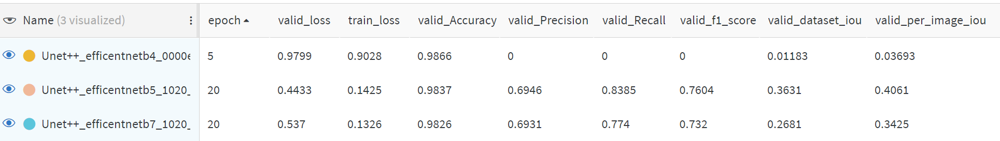 Name (3 visualized) epoch valid_loss train_loss valid_Accuracy valid_Precision valid_Recall valid_f1_score valid_dataset_iou valid_per_image_iou
Unet++_efficentnetb4_0000e 5 0.9799 0.9028 0.9866 0 0 0 0.01183 0.03693
Unet++_efficentnetb5_1020_ 20 0.4433 0.1425 0.9837 0.6946 0.8385 0.7604 0.3631 0.4061
Unet++_efficentnetb7_1020_ 20 0.537 0.1326 0.9826 0.6931 0.774 0.732 0.2681 0.3425